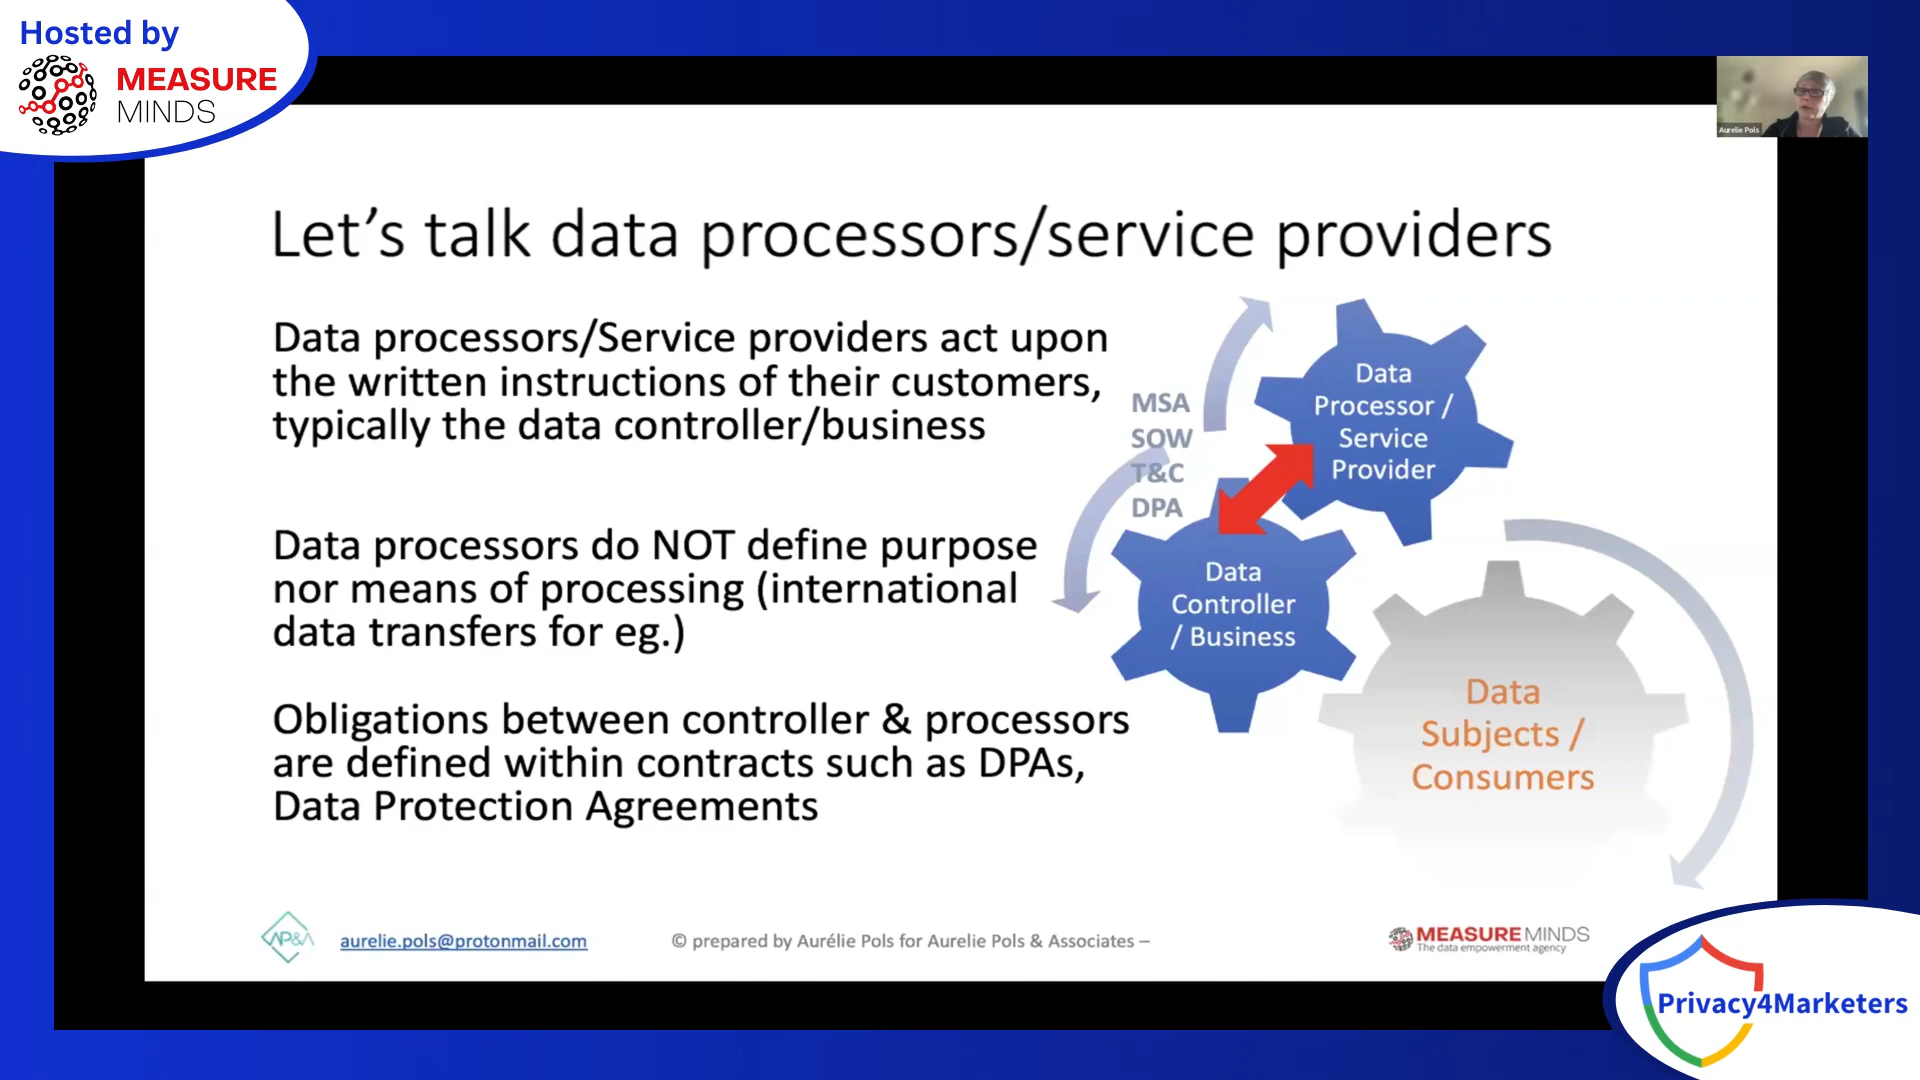 Hosted by
MEASURE
MINDS
Aurelie Pols
Let's talk data processors/service providers
Data processors/Service providers act upon
the written instructions of their customers,
typically the data controller/business
Data processors do NOT define purpose
nor means of processing (international
data transfers for eg.)
Obligations between controller & processors
are defined within contracts such as DPAs,
Data Protection Agreements
MSA
SOW
T&C
DPA
Data
Processor /
Service
Provider
Data
Controller
/ Business
Data
Subjects /
Consumers
AP&A
aurelie.pols@protonmail.com
© prepared by Aurélie Pols for Aurelie Pols & Associates –
MEASUREMINDS
The data empowerment agency
Privacy4Marketers